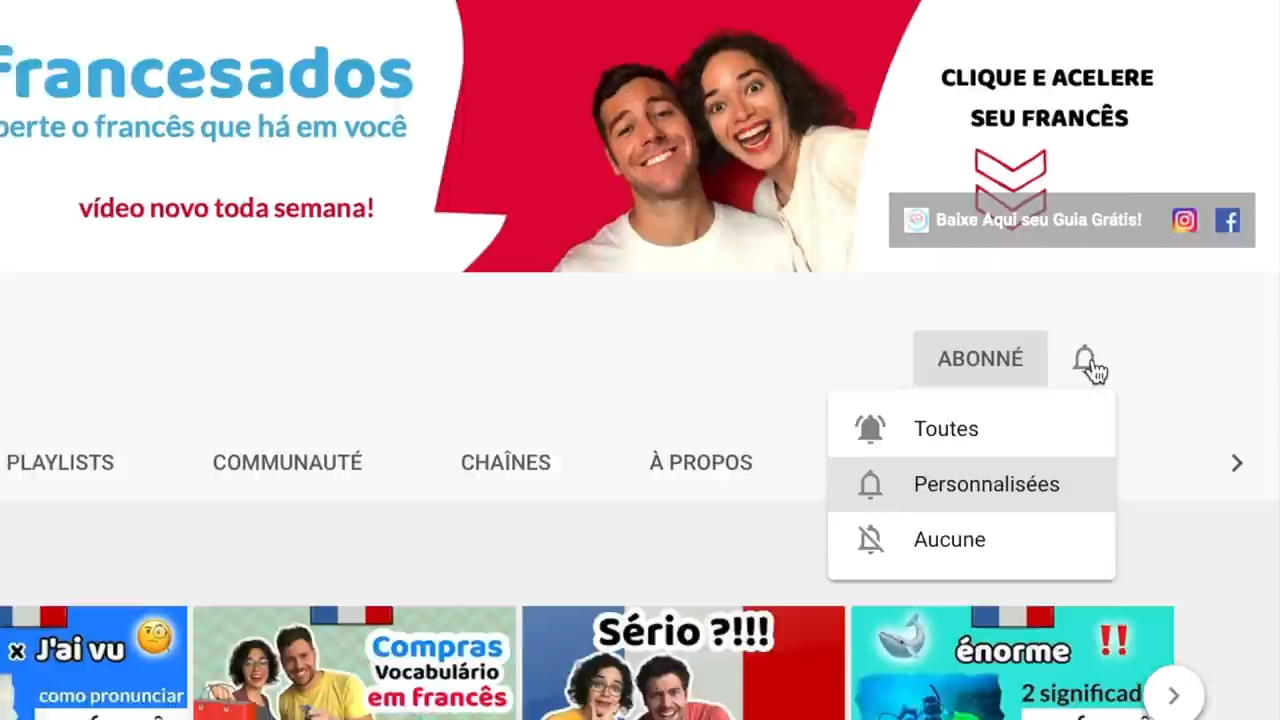 francesados
perte o francês que há em você
vídeo novo toda semana!
CLIQUE E ACELERE
SEU FRANCÊS
Baixe Aqui seu Guia Grátis!
ABONNÉ
Toutes
Personnalisées
Aucune
PLAYLISTS
COMMUNAUTÉ
CHAÎNES
À PROPOS
x J'ai vu
como pronunciar
Compras
Vocabulário
em francês
Sério ?!!!
énorme !!
2 significad